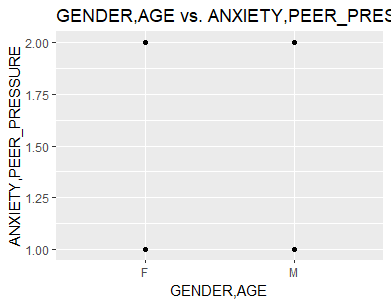 GENDER,AGE vs. ANXIETY,PEER_PRES
ANXIETY,PEER_PRESSURE
2.00
1.75
1.50
1.25
1.00
F M
GENDER,AGE